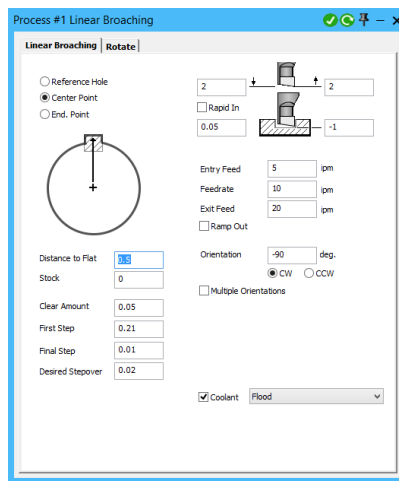 Process #1 Linear Broaching
Linear Broaching
Rotate
Reference Hole
Center Point
End. Point
2
2
Rapid In
0.05
-1
Entry Feed 5 ipm
Feedrate 10 ipm
Exit Feed 20 ipm
Ramp Out
Distance to Flat 0.5
Stock 0
Orientation -90 deg.
CW CCW
Multiple Orientations
Clear Amount 0.05
First Step 0.21
Final Step 0.01
Desired Stepover 0.02
Coolant Flood